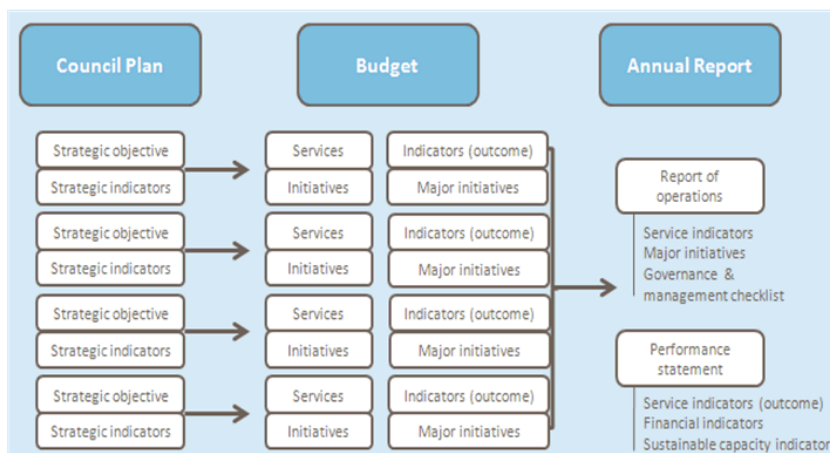 Council Plan
Budget
Annual Report
Strategic objective
Strategic indicators
Services
Initiatives
Indicators (outcome)
Major initiatives
Strategic objective
Strategic indicators
Services
Initiatives
Indicators (outcome)
Major initiatives
Strategic objective
Strategic indicators
Services
Initiatives
Indicators (outcome)
Major initiatives
Strategic objective
Strategic indicators
Services
Initiatives
Indicators (outcome)
Major initiatives
Report of
operations
Service indicators
Major initiatives
Governance &
management checklist
Performance
statement
Service indicators (outcome)
Financial indicators
Sustainable capacity indicator